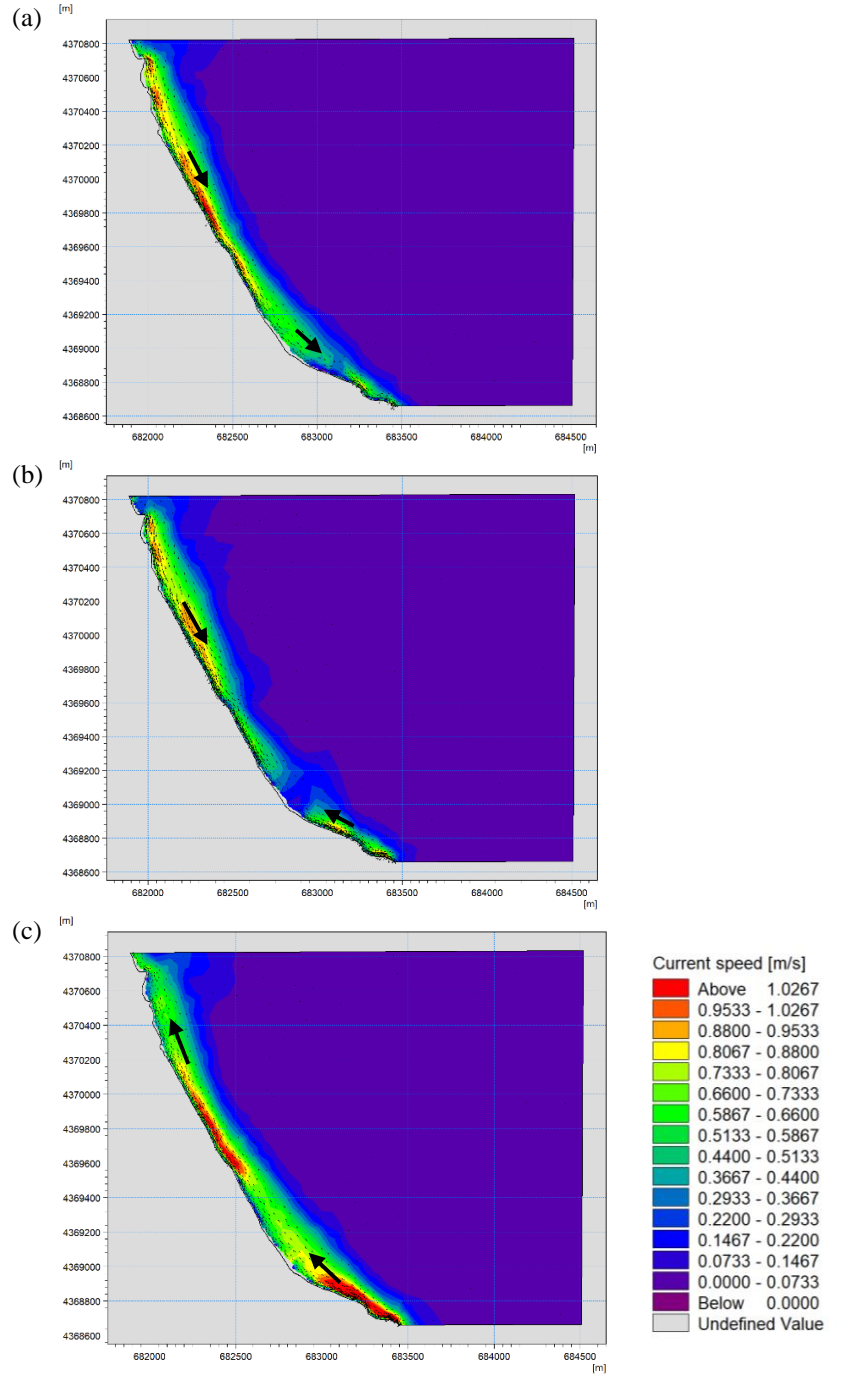 (a)
[m]
4370800
4370600
4370400
4370200
4370000
4369800
4369600
4369400
4369200
4369000
4368800
4368600
682000 682500 683000 683500 684000 684500
[m]
(b)
[m]
4370800
4370600
4370400
4370200
4370000
4369800
4369600
4369400
4369200
4369000
4368800
4368600
682000 682500 683000 683500 684000 684500
[m]
(c)
[m]
4370800
4370600
4370400
4370200
4370000
4369800
4369600
4369400
4369200
4369000
4368800
4368600
682000 682500 683000 683500 684000 684500
[m]
Current speed [m/s]
Above 1.0267
0.9533 - 1.0267
0.8800 - 0.9533
0.8067 - 0.8800
0.7333 - 0.8067
0.6600 - 0.7333
0.5867 - 0.6600
0.5133 - 0.5867
0.4400 - 0.5133
0.3667 - 0.4400
0.2933 - 0.3667
0.2200 - 0.2933
0.1467 - 0.2200
0.0733 - 0.1467
0.0000 - 0.0733
Below 0.0000
Undefined Value